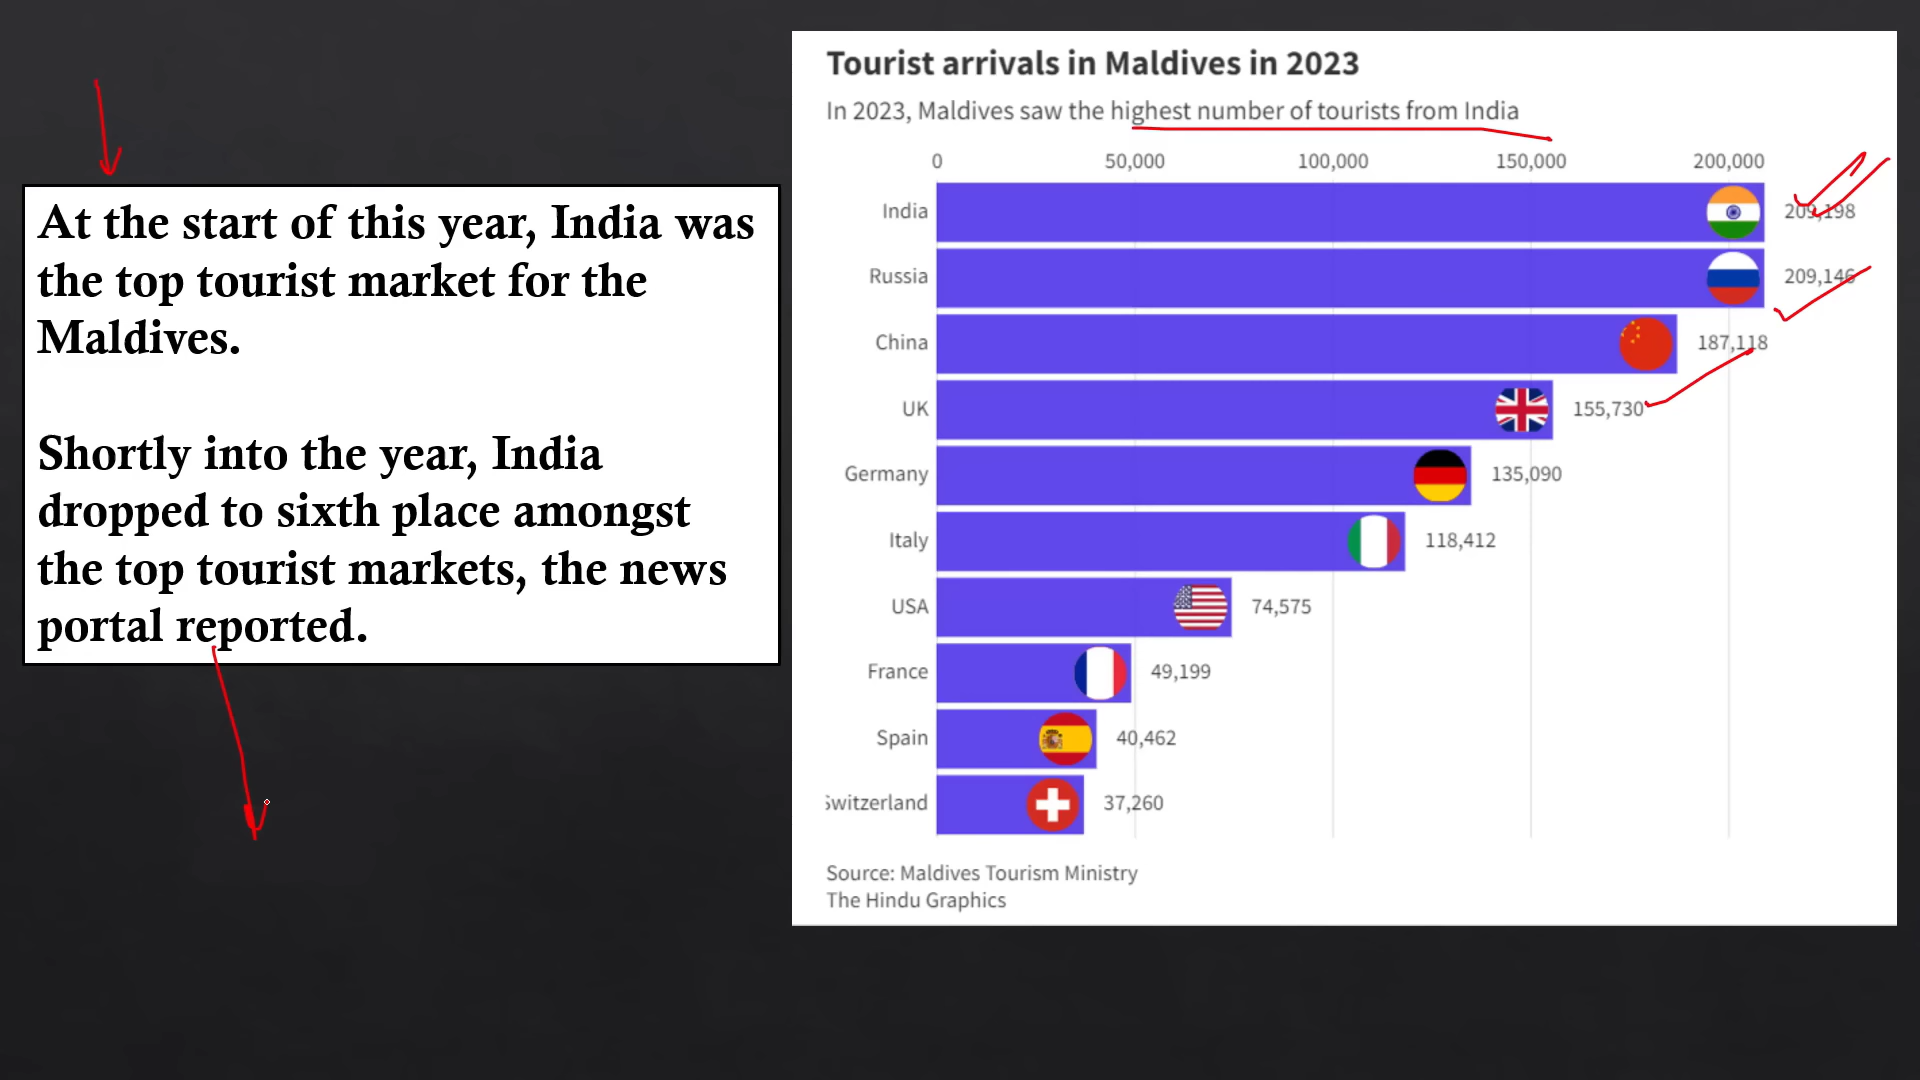 At the start of this year, India was
the top tourist market for the
Maldives.
Shortly into the year, India
dropped to sixth place amongst
the top tourist markets, the news
portal reported.
Tourist arrivals in Maldives in 2023
In 2023, Maldives saw the highest number of tourists from India
0 50,000 100,000 150,000 200,000
India 209,198
Russia 209,146
China 187,118
UK 155,730
Germany 135,090
Italy 118,412
USA 74,575
France 49,199
Spain 40,462
Switzerland 37,260
Source: Maldives Tourism Ministry
The Hindu Graphics